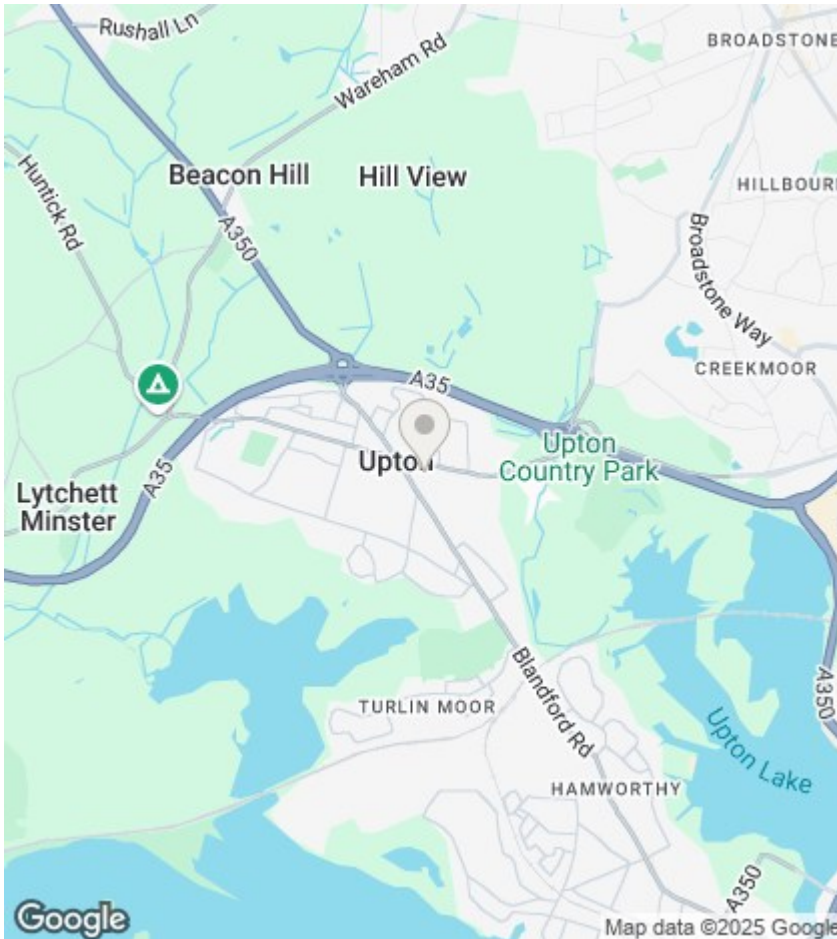 Rushall Ln
Wareham Rd
BROADSTONE
Beacon Hill
Hill View
HILLBOUR
Huntick Rd
A350
Broadstone Way
CREEKMOOR
A35
Upton
Upton
Country Park
A35
Lytchett
Minster
Blandford Rd
TURLIN MOOR
A350
Upton Lake
HAMWORTHY
A350
Google
Map data ©2025 Google